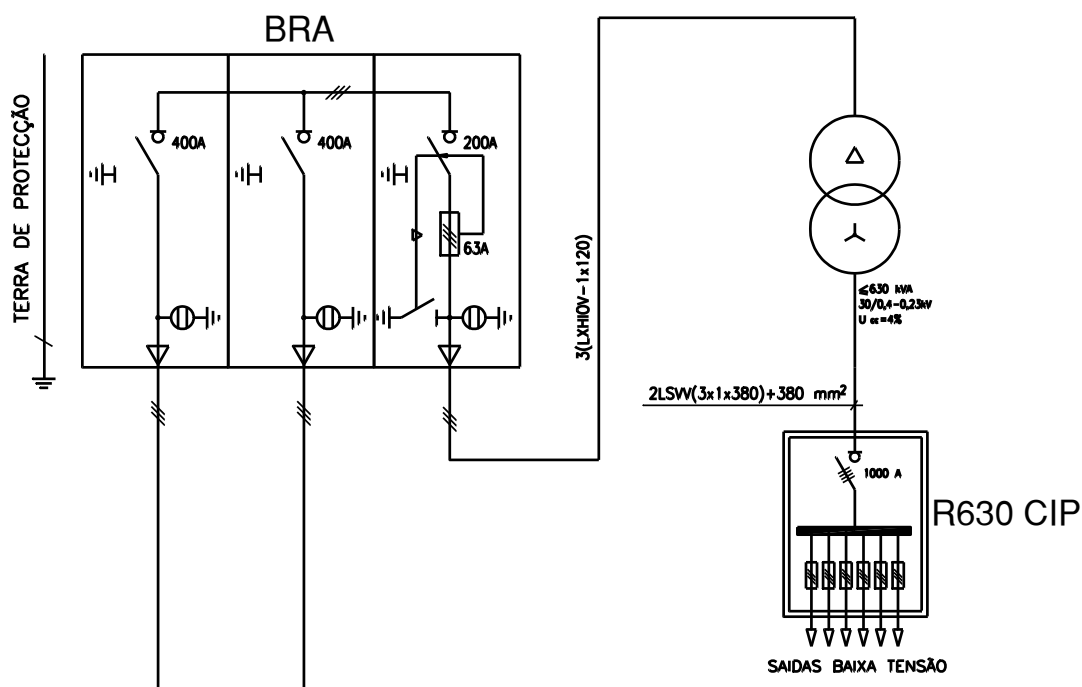 BRA
TERRA DE PROTECÇÃO
400A
400A
200A
63A
3(LXHIOV-1x120)
≤630 kVA
30/0,4-0,23kV
U cc=4%
2LSVV(3x1x380)+380 mm²
1000 A
R630 CIP
SAIDAS BAIXA TENSÃO